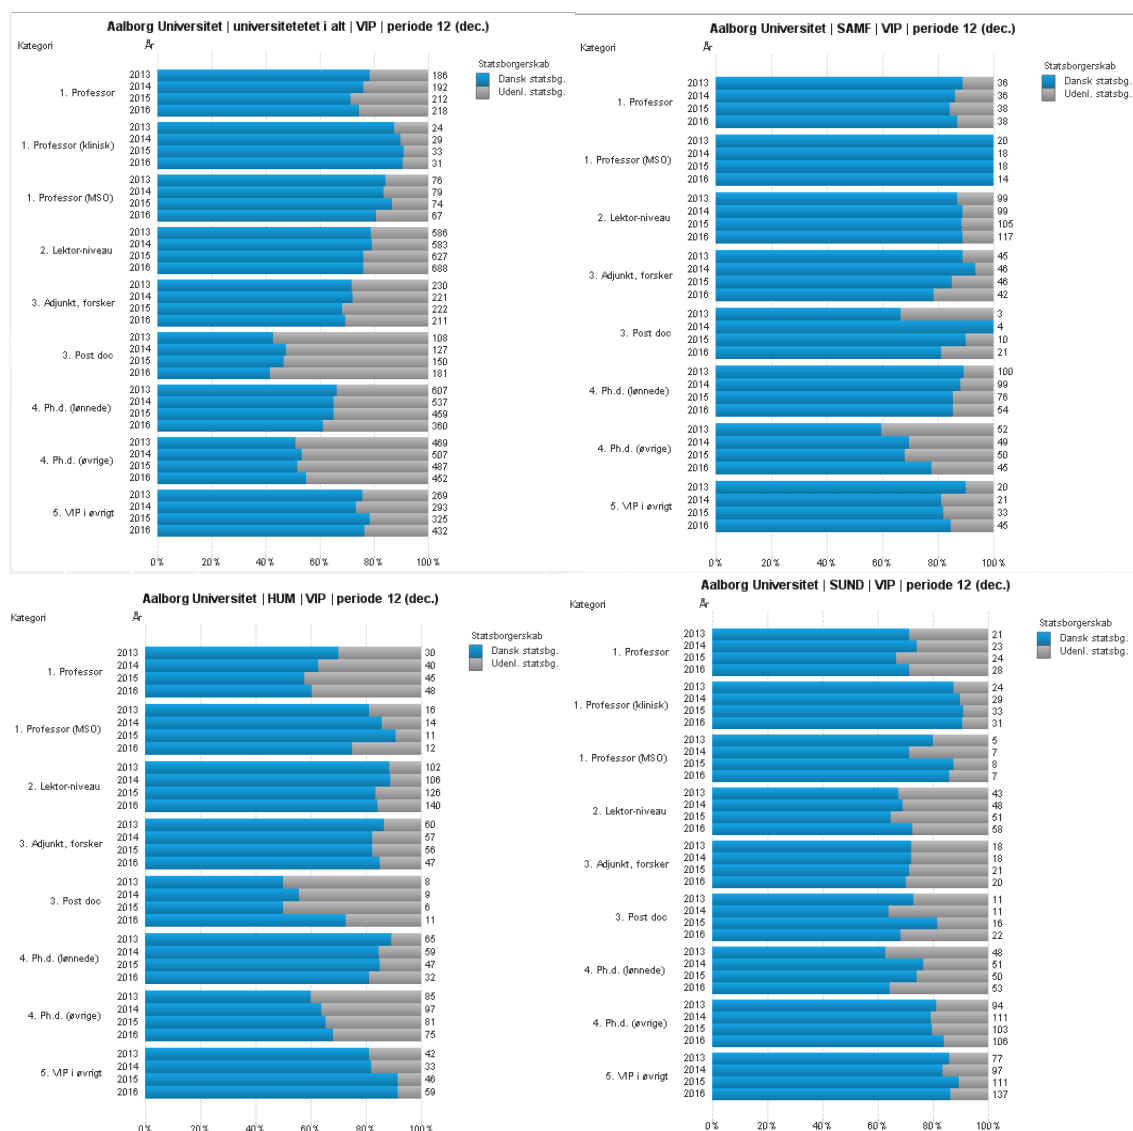 Aalborg Universitet | universitetetet i alt | VIP | periode 12 (dec.)
Kategori År
Statsborgerskab
Dansk statsbg.
Udenl. statsbg.
1. Professor
2013 186
2014 192
2015 212
2016 218
1. Professor (klinisk)
2013 24
2014 29
2015 33
2016 31
1. Professor (MSO)
2013 76
2014 79
2015 74
2016 67
2. Lektor-niveau
2013 586
2014 583
2015 627
2016 688
3. Adjunkt, forsker
2013 230
2014 221
2015 222
2016 211
3. Post doc
2013 108
2014 127
2015 150
2016 181
4. Ph.d. (lønnede)
2013 607
2014 537
2015 459
2016 360
4. Ph.d. (øvrige)
2013 469
2014 507
2015 487
2016 452
5. VIP i øvrigt
2013 269
2014 293
2015 325
2016 432
0% 20% 40% 60% 80% 100%
Aalborg Universitet | SAMF | VIP | periode 12 (dec.)
Kategori År
Statsborgerskab
Dansk statsbg.
Udenl. statsbg.
1. Professor
2013 36
2014 36
2015 38
2016 38
1. Professor (MSO)
2013 20
2014 18
2015 18
2016 14
2. Lektor-niveau
2013 99
2014 99
2015 105
2016 117
3. Adjunkt, forsker
2013 45
2014 46
2015 46
2016 42
3. Post doc
2013 3
2014 4
2015 10
2016 21
4. Ph.d. (lønnede)
2013 100
2014 99
2015 76
2016 54
4. Ph.d. (øvrige)
2013 52
2014 49
2015 50
2016 45
5. VIP i øvrigt
2013 20
2014 21
2015 33
2016 45
0% 20% 40% 60% 80% 100%
Aalborg Universitet | HUM | VIP | periode 12 (dec.)
Kategori År
Statsborgerskab
Dansk statsbg.
Udenl. statsbg.
1. Professor
2013 30
2014 40
2015 45
2016 48
1. Professor (MSO)
2013 16
2014 14
2015 11
2016 12
2. Lektor-niveau
2013 102
2014 106
2015 126
2016 140
3. Adjunkt, forsker
2013 60
2014 57
2015 56
2016 47
3. Post doc
2013 8
2014 9
2015 6
2016 11
4. Ph.d. (lønnede)
2013 65
2014 59
2015 47
2016 32
4. Ph.d. (øvrige)
2013 85
2014 97
2015 81
2016 75
5. VIP i øvrigt
2013 42
2014 33
2015 46
2016 59
0% 20% 40% 60% 80% 100%
Aalborg Universitet | SUND | VIP | periode 12 (dec.)
Kategori År
Statsborgerskab
Dansk statsbg.
Udenl. statsbg.
1. Professor
2013 21
2014 23
2015 24
2016 28
1. Professor (klinisk)
2013 24
2014 29
2015 33
2016 31
1. Professor (MSO)
2013 5
2014 7
2015 8
2016 7
2. Lektor-niveau
2013 43
2014 48
2015 51
2016 58
3. Adjunkt, forsker
2013 18
2014 18
2015 21
2016 20
3. Post doc
2013 11
2014 11
2015 16
2016 22
4. Ph.d. (lønnede)
2013 48
2014 51
2015 50
2016 53
4. Ph.d. (øvrige)
2013 94
2014 111
2015 103
2016 106
5. VIP i øvrigt
2013 77
2014 97
2015 111
2016 137
0% 20% 40% 60% 80% 100%